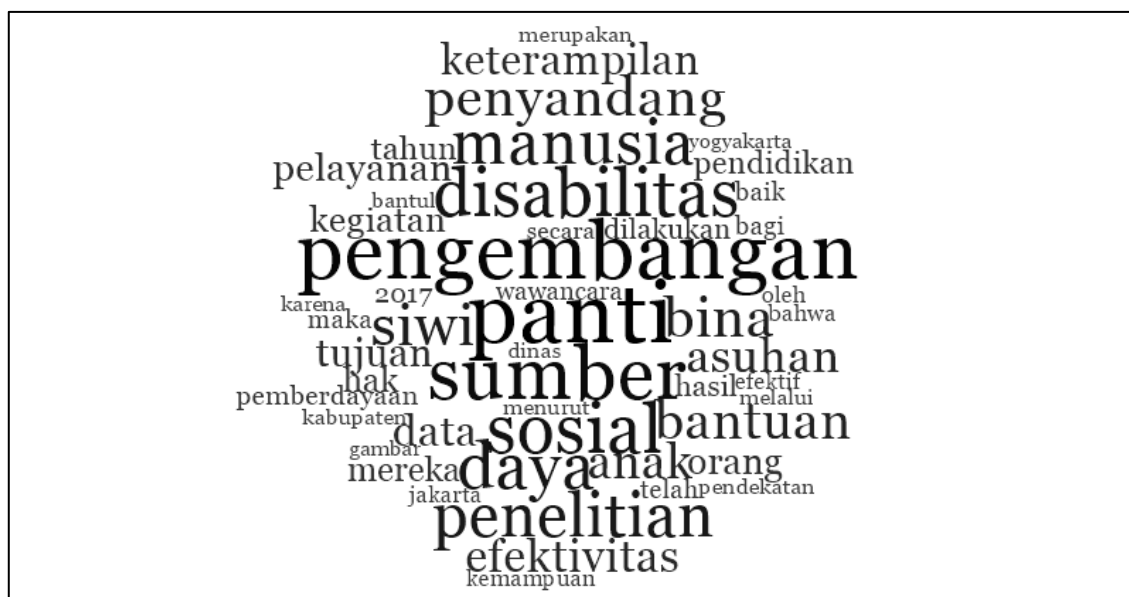 merupakan
keterampilan
penyandang
tahun manusia yogyakarta
pelayanan pendidikan
disabilitas baik
bantul
kegiatan secara dilakukan bagi
pengembangan
karena 2017 wawancara oleh
maka siwi panti bina bahwa
tujuan dinas asuhan
hak sumber hasil efektif
pemberdayaan melalui
kabupaten menurut
data sosial bantuan
gambar
mereka daya anak orang
jakarta telah pendekatan
penelitian
efektivitas
kemampuan